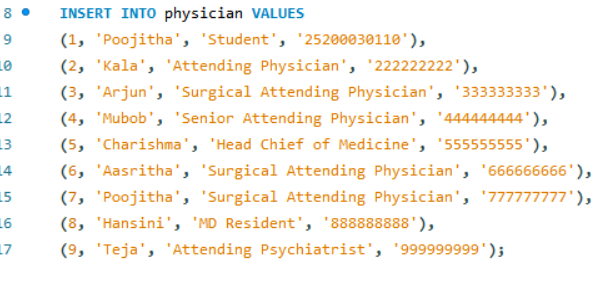 8 INSERT INTO physician VALUES
9 (1, 'Poojitha', 'Student', '25200030110'),
10 (2, 'Kala', 'Attending Physician', '222222222'),
11 (3, 'Arjun', 'Surgical Attending Physician', '333333333'),
12 (4, 'Mubob', 'Senior Attending Physician', '444444444'),
13 (5, 'Charishma', 'Head Chief of Medicine', '555555555'),
14 (6, 'Aasritha', 'Surgical Attending Physician', '666666666'),
15 (7, 'Poojitha', 'Surgical Attending Physician', '777777777'),
16 (8, 'Hansini', 'MD Resident', '888888888'),
17 (9, 'Teja', 'Attending Psychiatrist', '999999999');